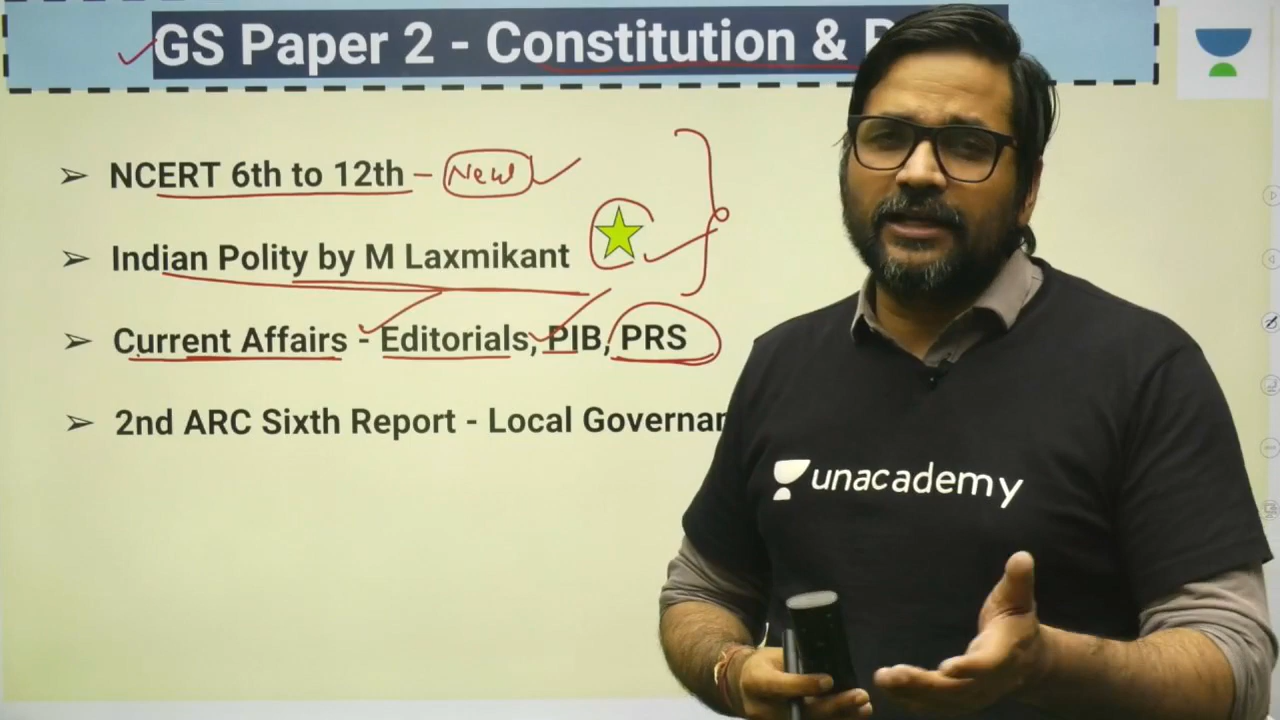 GS Paper 2 - Constitution &
➢ NCERT 6th to 12th - New
➢ Indian Polity by M Laxmikant
➢ Current Affairs - Editorials, PIB, PRS
➢ 2nd ARC Sixth Report - Local Governan
unacademy